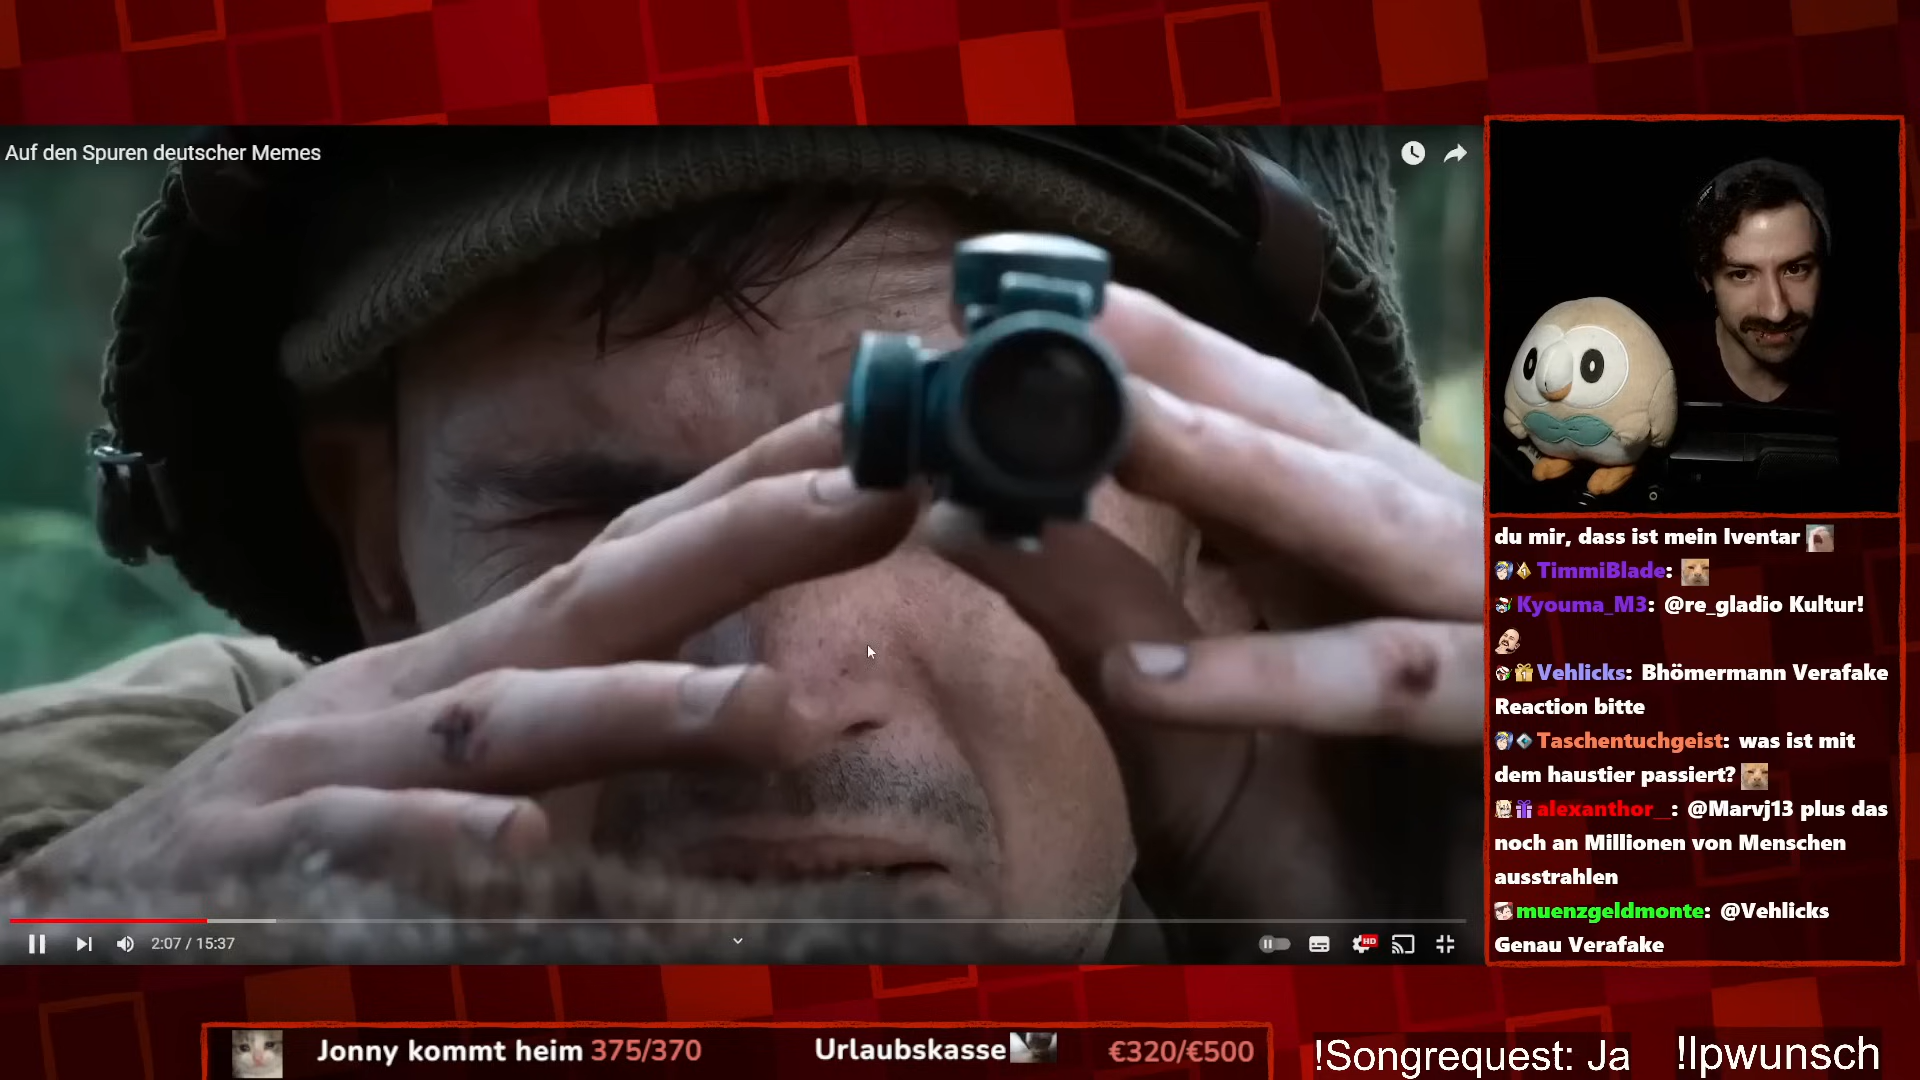 Auf den Spuren deutscher Memes
2:07 / 15:37
HD
du mir, dass ist mein Iventar
TimmiBlade:
Kyouma_M3: @re_gladio Kultur!
Vehlicks: Bhömermann Verafake
Reaction bitte
Taschentuchgeist: was ist mit
dem haustier passiert?
alexanthor__: @Marvj13 plus das
noch an Millionen von Menschen
ausstrahlen
muenzgeldmonte: @Vehlicks
Genau Verafake
Jonny kommt heim 375/370
Urlaubskasse €320/€500
!Songrequest: Ja
!lpwunsch